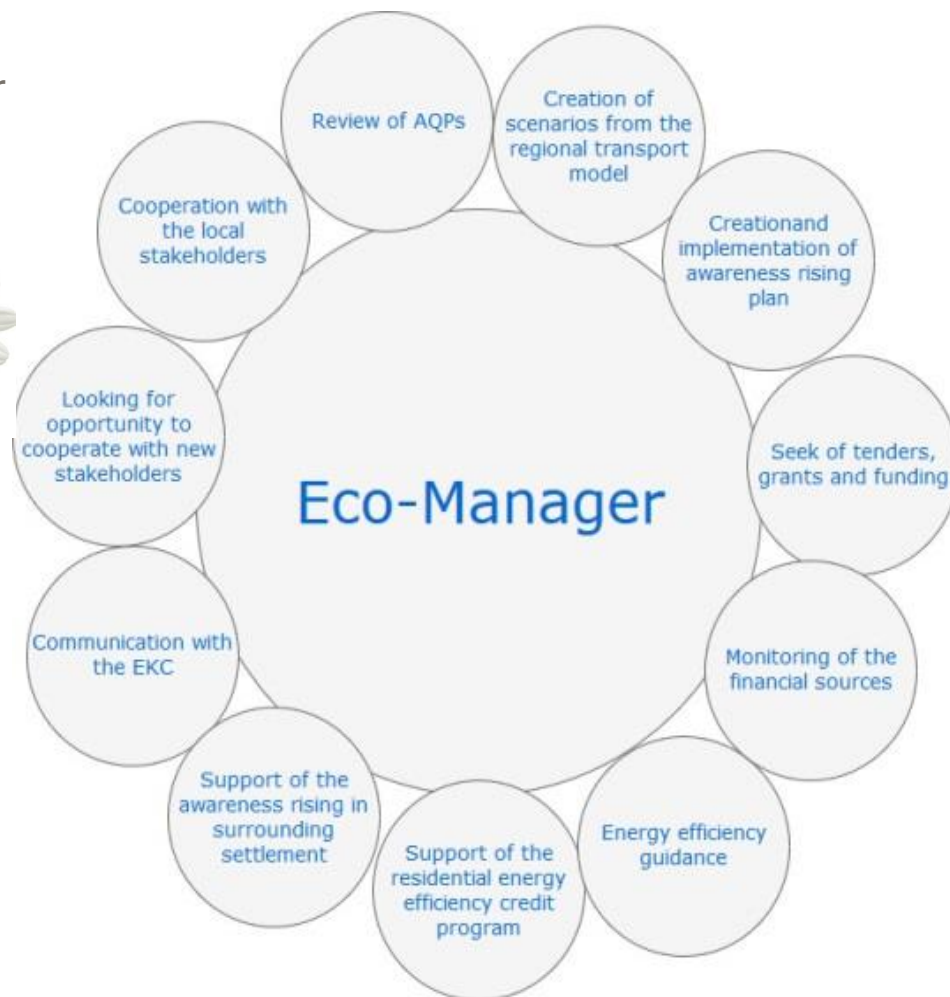 Review of AQPs
Creation of
scenarios from the
regional transport
model
Creationand
implementation of
awareness rising
plan
Seek of tenders,
grants and funding
Monitoring of the
financial sources
Energy efficiency
guidance
Support of the
residential energy
efficiency credit
program
Support of the
awareness rising in
surrounding
settlement
Communication with
the EKC
Looking for
opportunity to
cooperate with new
stakeholders
Cooperation with
the local
stakeholders
Eco-Manager